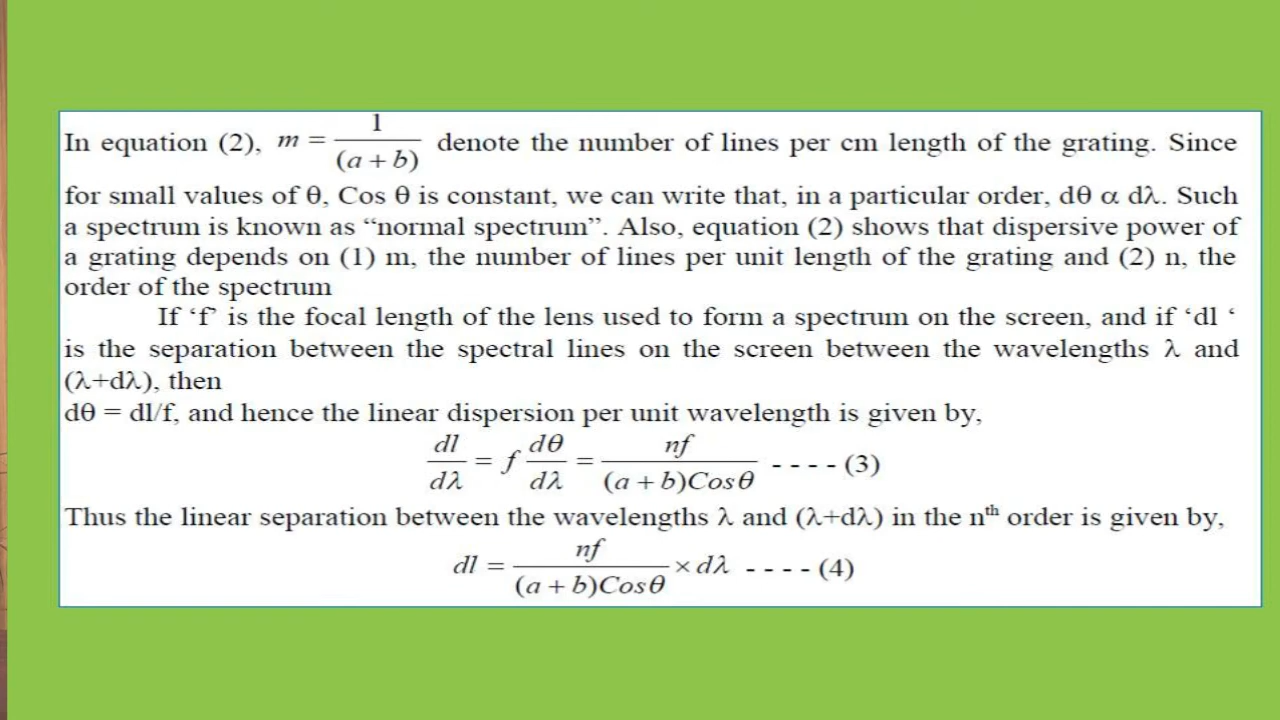 In equation (2), m = 1/(a + b) denote the number of lines per cm length of the grating. Since
for small values of θ, Cos θ is constant, we can write that, in a particular order, dθ α dλ. Such
a spectrum is known as “normal spectrum”. Also, equation (2) shows that dispersive power of
a grating depends on (1) m, the number of lines per unit length of the grating and (2) n, the
order of the spectrum
If ‘f’ is the focal length of the lens used to form a spectrum on the screen, and if ‘dl ‘
is the separation between the spectral lines on the screen between the wavelengths λ and
(λ+dλ), then
dθ = dl/f, and hence the linear dispersion per unit wavelength is given by,
dl/dλ = f dθ/dλ = nf/((a + b)Cosθ) - - - - (3)
Thus the linear separation between the wavelengths λ and (λ+dλ) in the nth order is given by,
dl = nf/((a + b)Cosθ) × dλ - - - - (4)